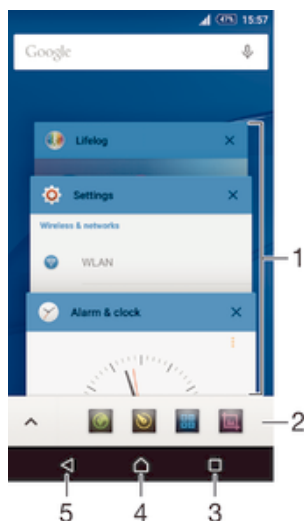 47% 15:57
Google
Lifelog
Settings
Wireless & networks
WLAN
Alarm & clock
1
2
5 4 3